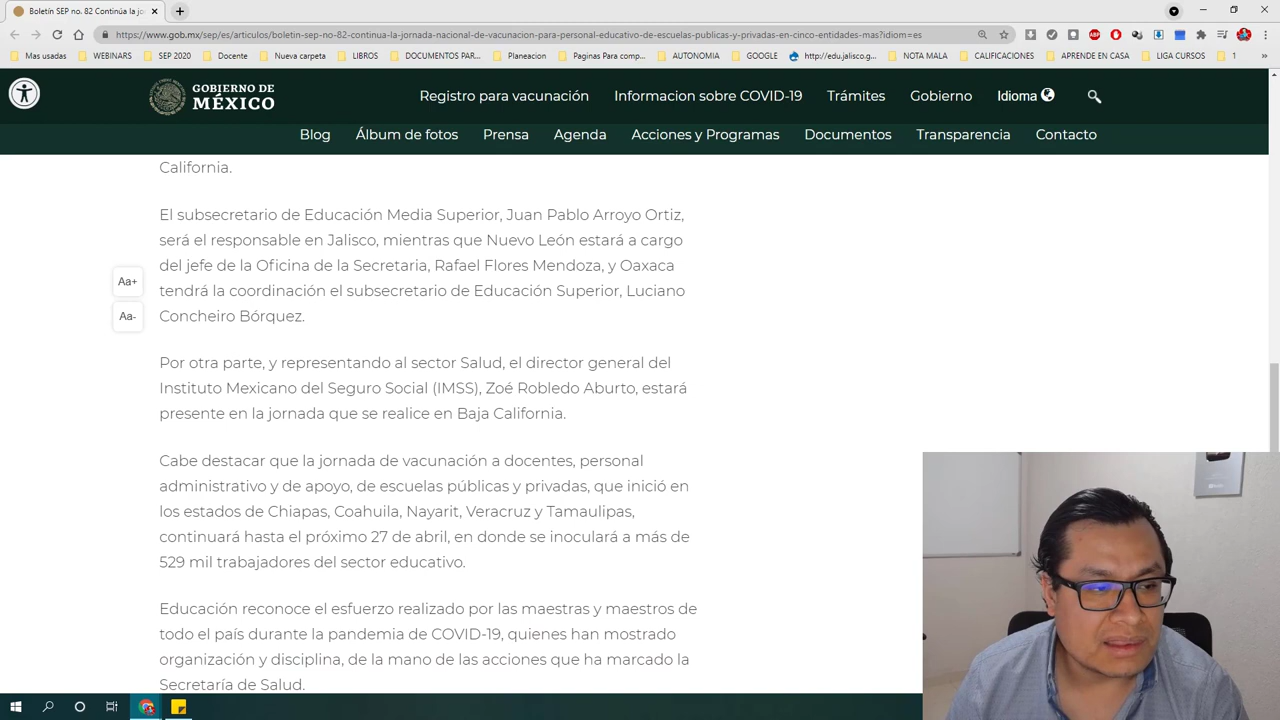 Boletín SEP no. 82 Continúa la jor
https://www.gob.mx/sep/es/articulos/boletin-sep-no-82-continua-la-jornada-nacional-de-vacunacion-para-personal-educativo-de-escuelas-publicas-y-privadas-en-cinco-entidades-mas?idiom=es
Mas usadas WEBINARS SEP 2020 Docente Nueva carpeta LIBROS DOCUMENTOS PAR... Planeacion Paginas Para comp... AUTONOMIA GOOGLE http://edu.jalisco.g... NOTA MALA CALIFICACIONES APRENDE EN CASA LIGA CURSOS 1 »
GOBIERNO DE MÉXICO
Registro para vacunación Informacion sobre COVID-19 Trámites Gobierno Idioma
Blog Álbum de fotos Prensa Agenda Acciones y Programas Documentos Transparencia Contacto
California.
El subsecretario de Educación Media Superior, Juan Pablo Arroyo Ortiz,
será el responsable en Jalisco, mientras que Nuevo León estará a cargo
del jefe de la Oficina de la Secretaria, Rafael Flores Mendoza, y Oaxaca
tendrá la coordinación el subsecretario de Educación Superior, Luciano
Concheiro Bórquez.
Aa+
Aa-
Por otra parte, y representando al sector Salud, el director general del
Instituto Mexicano del Seguro Social (IMSS), Zoé Robledo Aburto, estará
presente en la jornada que se realice en Baja California.
Cabe destacar que la jornada de vacunación a docentes, personal
administrativo y de apoyo, de escuelas públicas y privadas, que inició en
los estados de Chiapas, Coahuila, Nayarit, Veracruz y Tamaulipas,
continuará hasta el próximo 27 de abril, en donde se inoculará a más de
529 mil trabajadores del sector educativo.
Educación reconoce el esfuerzo realizado por las maestras y maestros de
todo el país durante la pandemia de COVID-19, quienes han mostrado
organización y disciplina, de la mano de las acciones que ha marcado la
Secretaría de Salud.